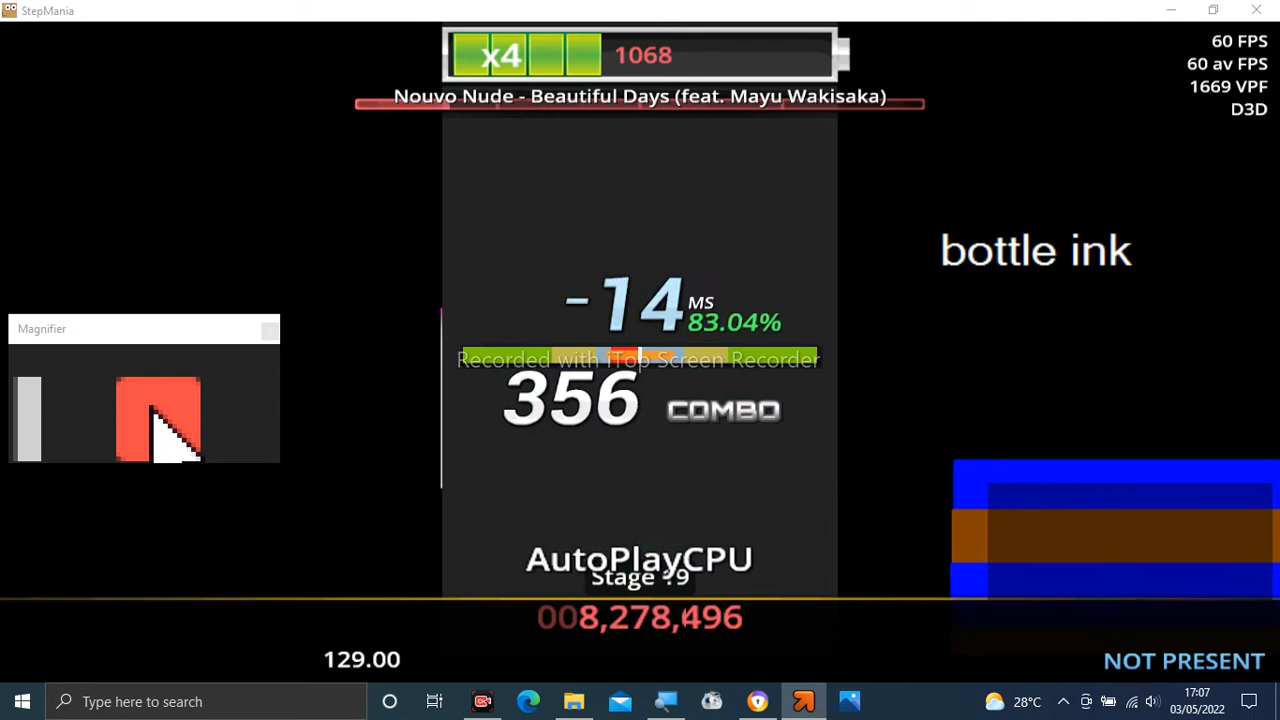 StepMania
x4 1068
60 FPS
60 av FPS
1669 VPF
D3D
Nouvo Nude - Beautiful Days (feat. Mayu Wakisaka)
bottle ink
-14 MS
83.04%
Magnifier
Recorded with iTop Screen Recorder
356 COMBO
AutoPlayCPU
Stage 19
008,278,496
129.00
NOT PRESENT
Type here to search
28°C
17:07
03/05/2022